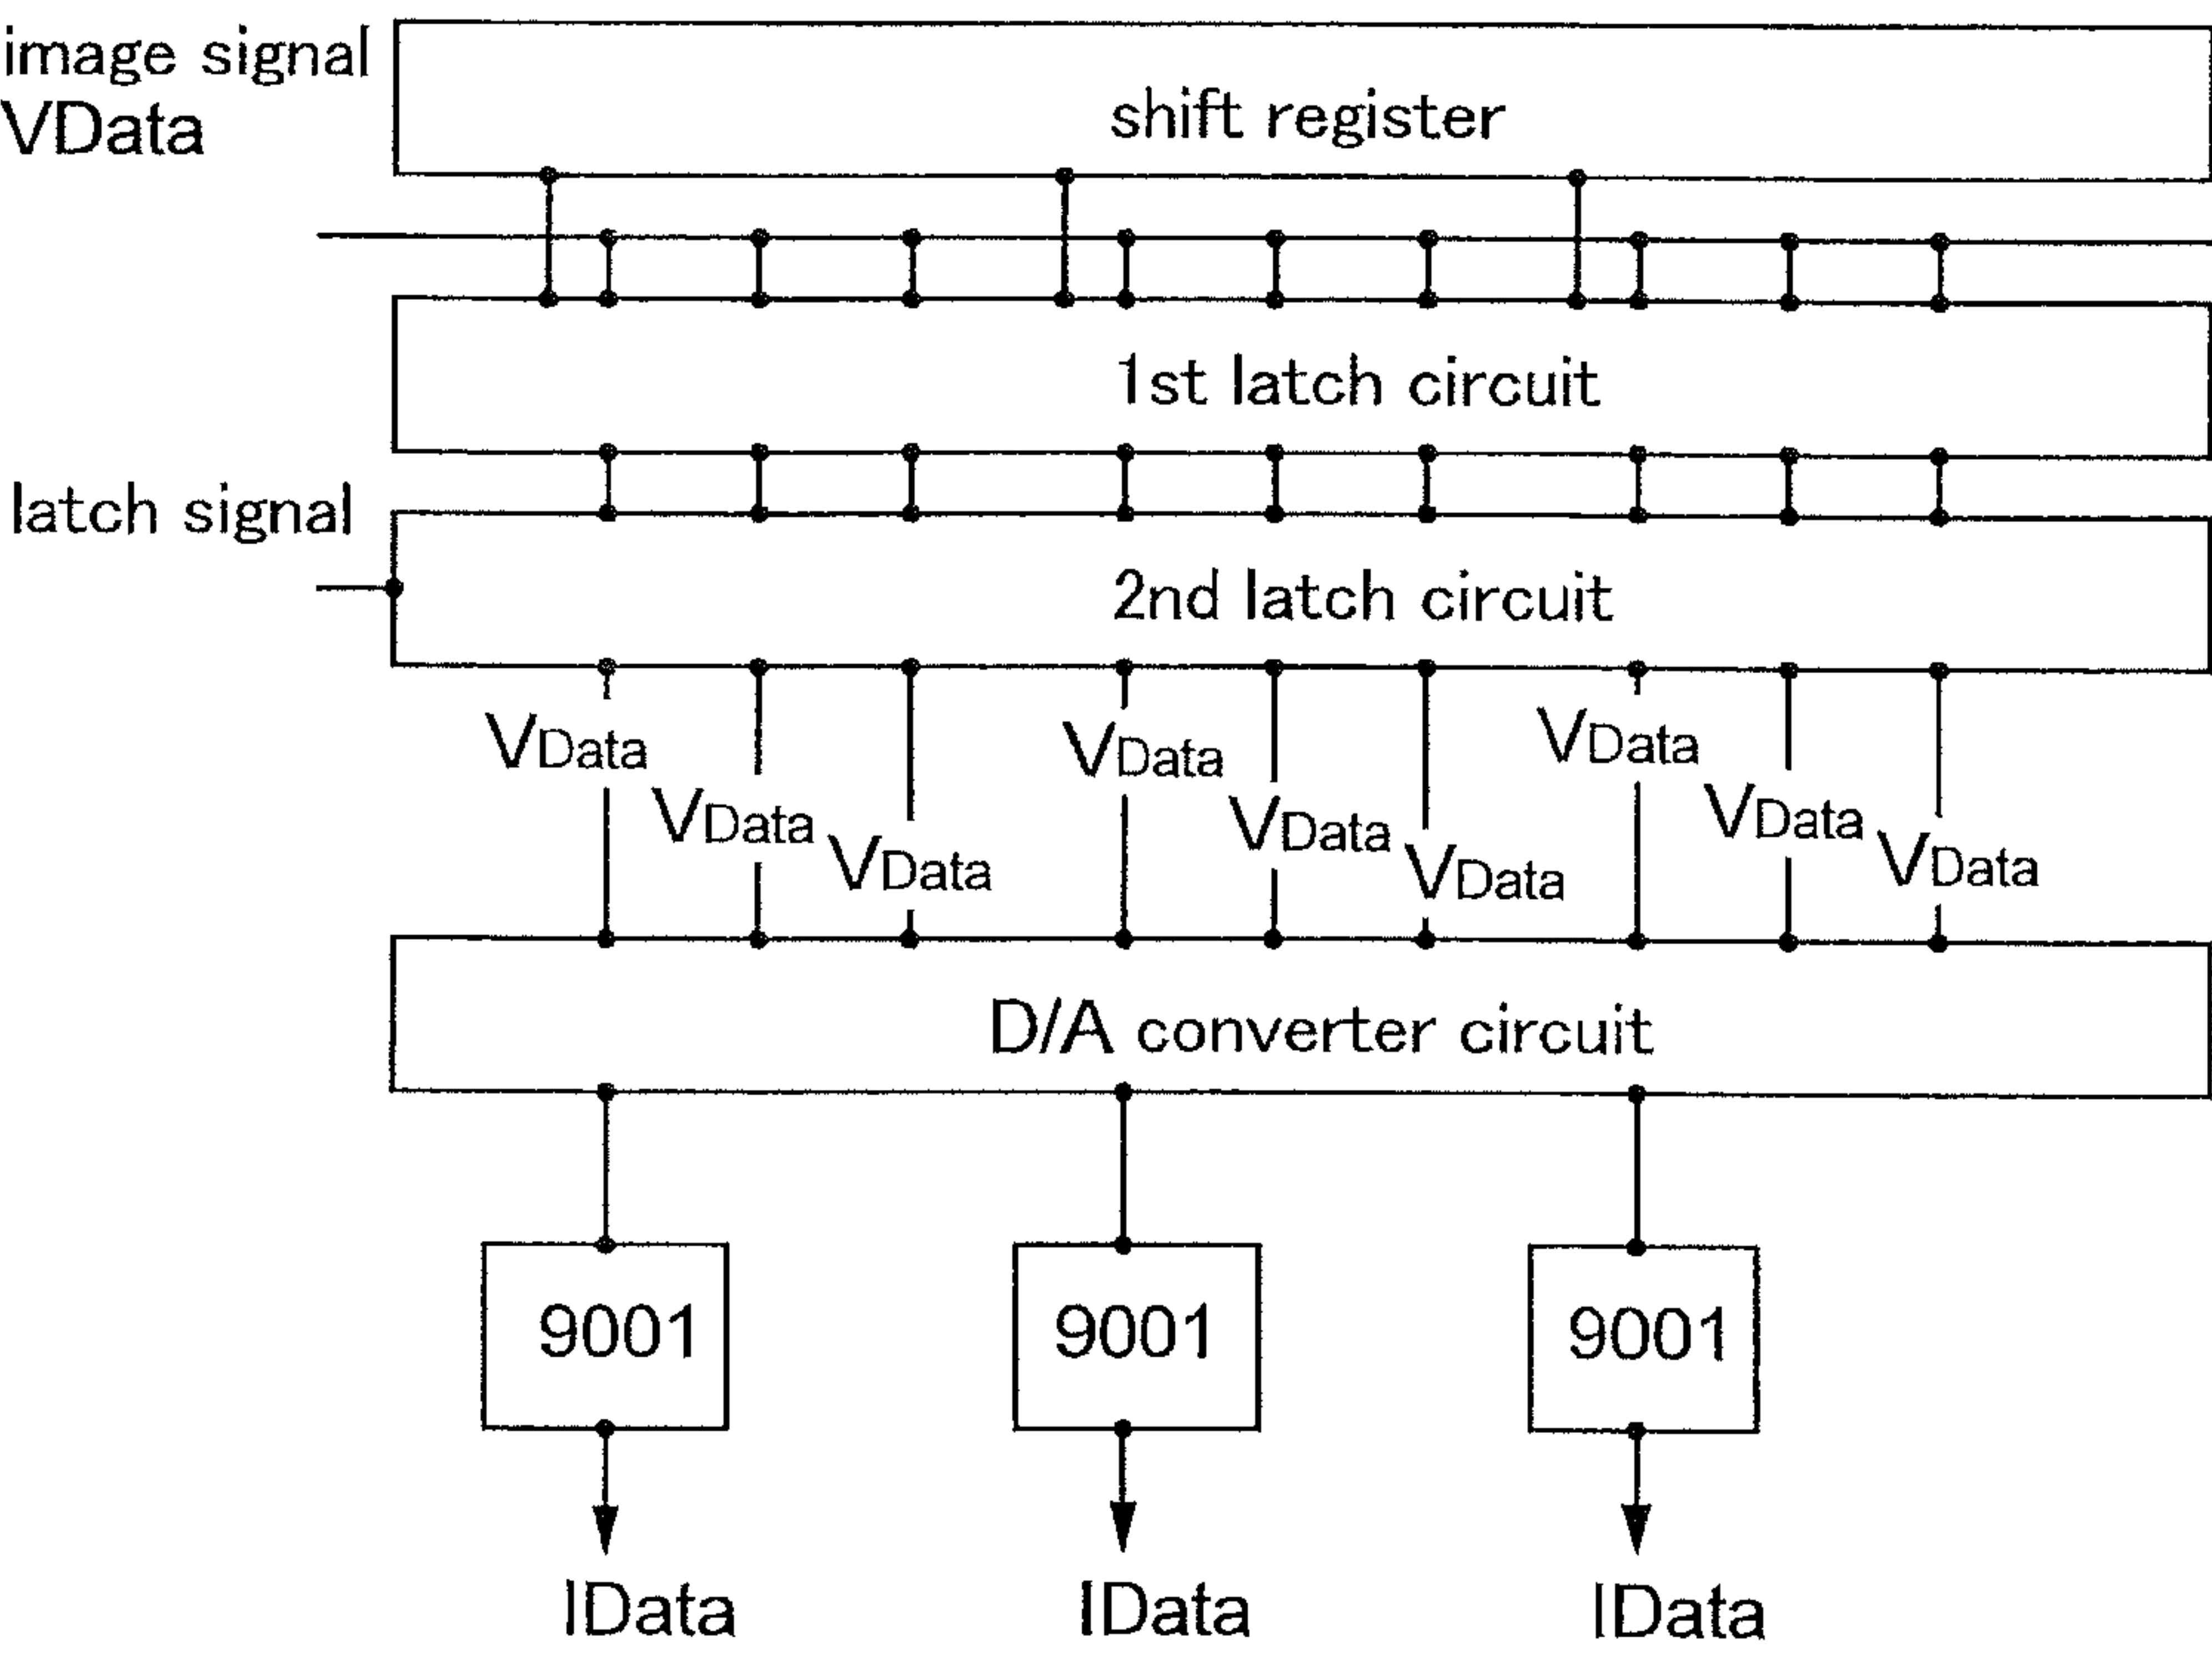 image signal
VData
shift register
1st latch circuit
latch signal
2nd latch circuit
VData
VData
VData
VData
VData
VData
VData
VData
VData
D/A converter circuit
9001
9001
9001
IData
IData
IData